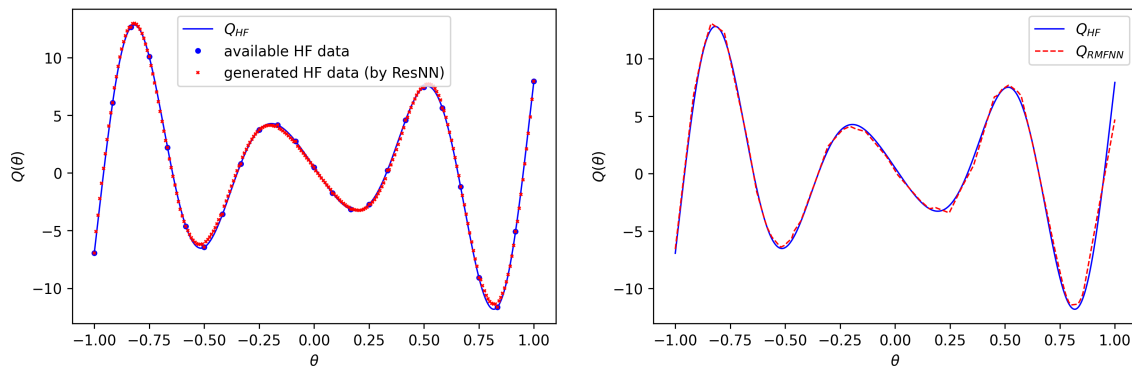 Q_HF
available HF data
generated HF data (by ResNN)
Q(θ)
10
5
0
−5
−10
−1.00 −0.75 −0.50 −0.25 0.00 0.25 0.50 0.75 1.00
θ
Q_HF
Q_RMFNN
Q(θ)
10
5
0
−5
−10
−1.00 −0.75 −0.50 −0.25 0.00 0.25 0.50 0.75 1.00
θ